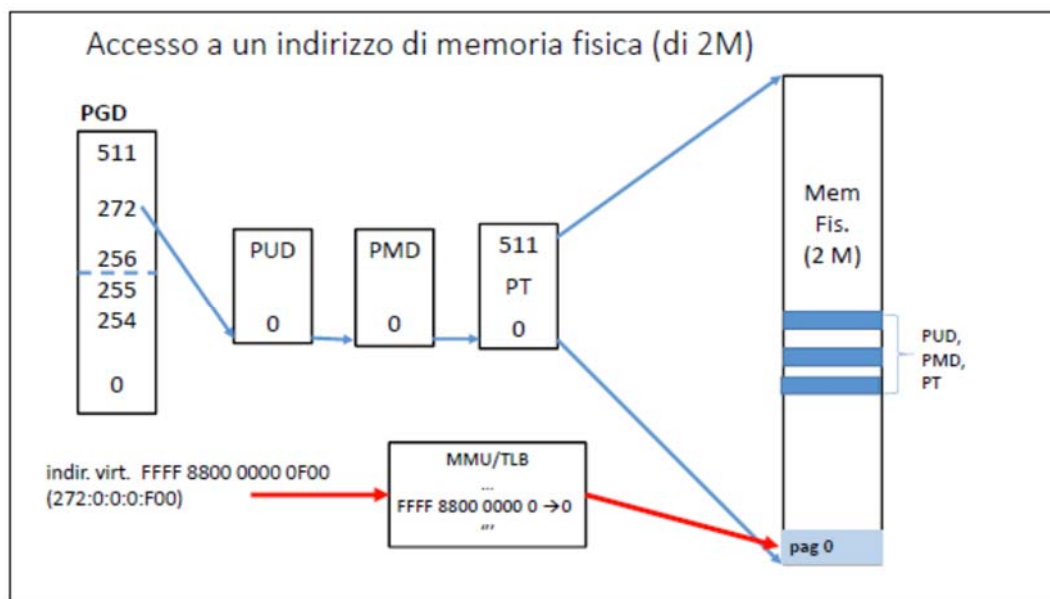 Accesso a un indirizzo di memoria fisica (di 2M)
PGD
511
272
256
255
254
0
PUD
0
PMD
0
511
PT
0
Mem
Fis.
(2 M)
PUD,
PMD,
PT
indir. virt. FFFF 8800 0000 0F00
(272:0:0:0:F00)
MMU/TLB
...
FFFF 8800 0000 0 →0
,,,
pag 0